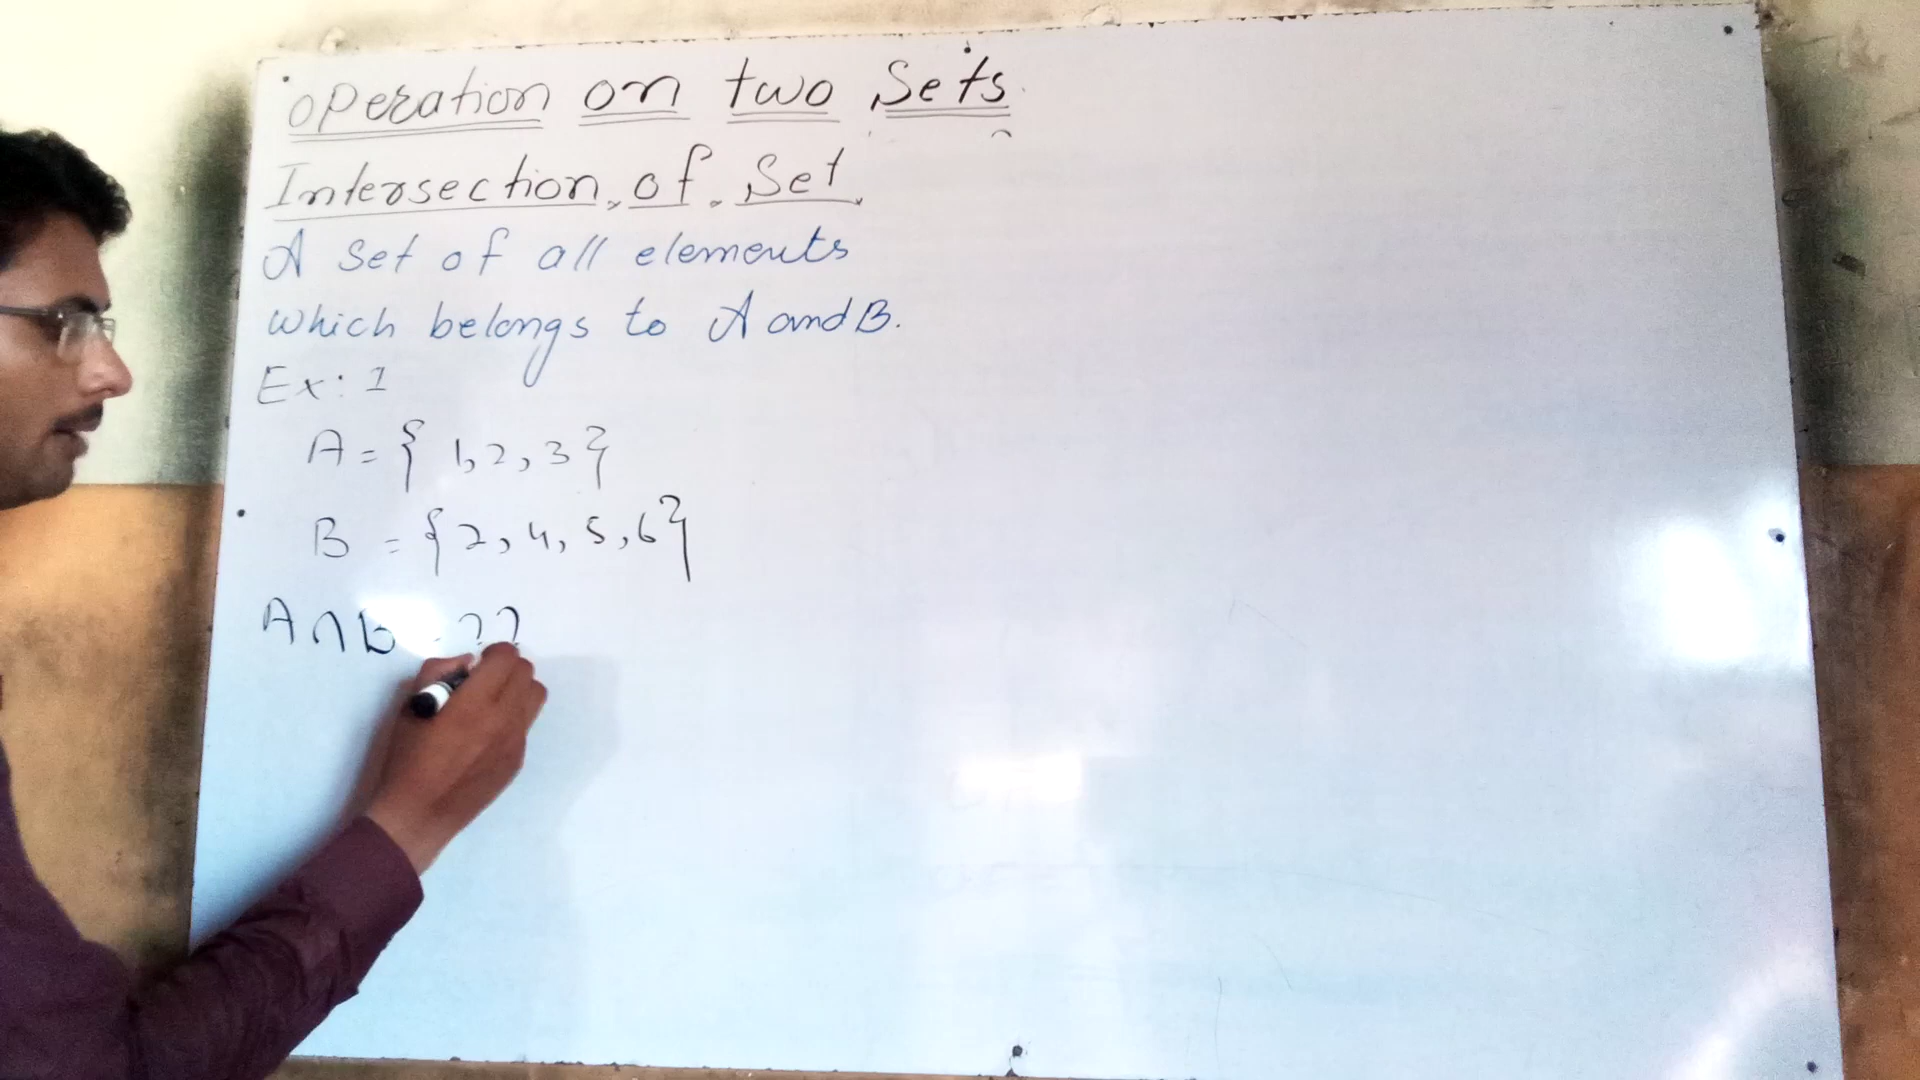 Operation on two Sets.
Intersection of Set
A Set of all elements
which belongs to A and B.
Ex: 1
A = { 1, 2, 3 }
B = { 2, 4, 5, 6 }
A ∩ B = ??